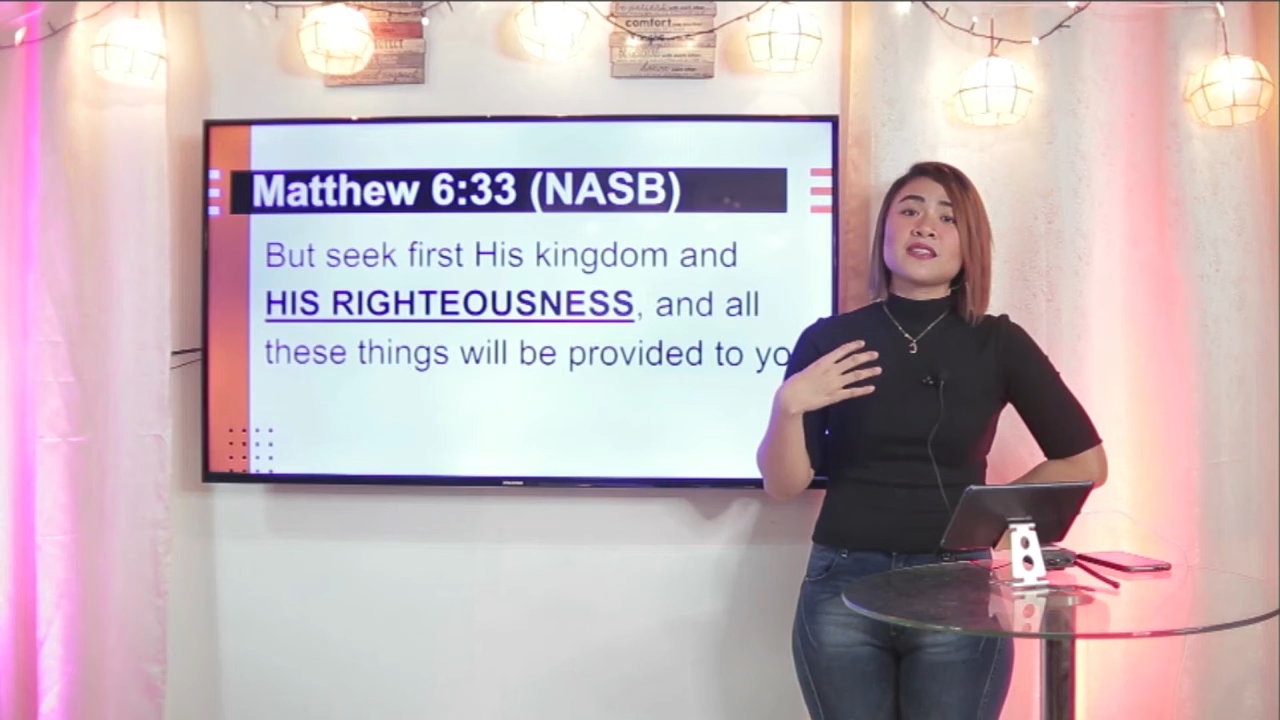 comfort
Matthew 6:33 (NASB)
But seek first His kingdom and
HIS RIGHTEOUSNESS, and all
these things will be provided to yo